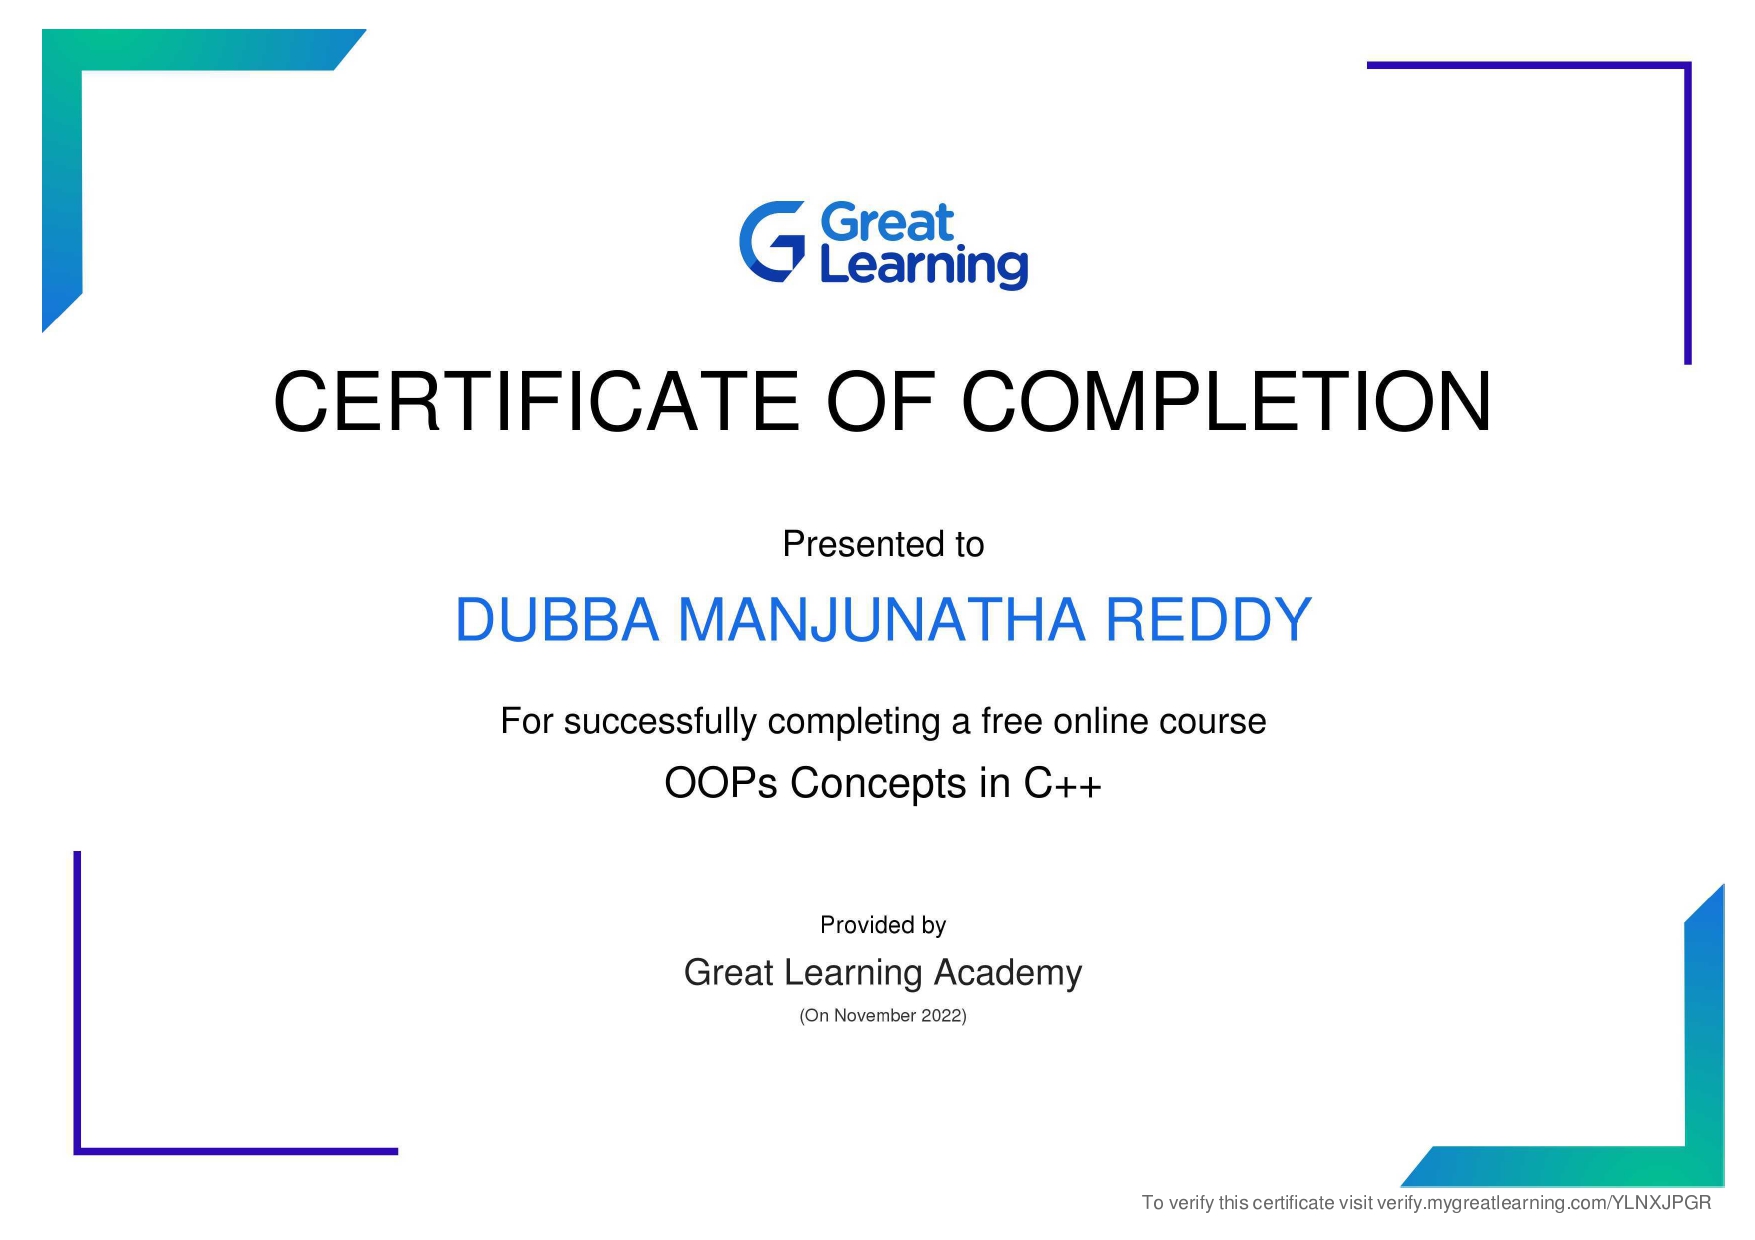 Great
Learning
CERTIFICATE OF COMPLETION
Presented to
DUBBA MANJUNATHA REDDY
For successfully completing a free online course
OOPs Concepts in C++
Provided by
Great Learning Academy
(On November 2022)
To verify this certificate visit verify.mygreatlearning.com/YLNXJPGR